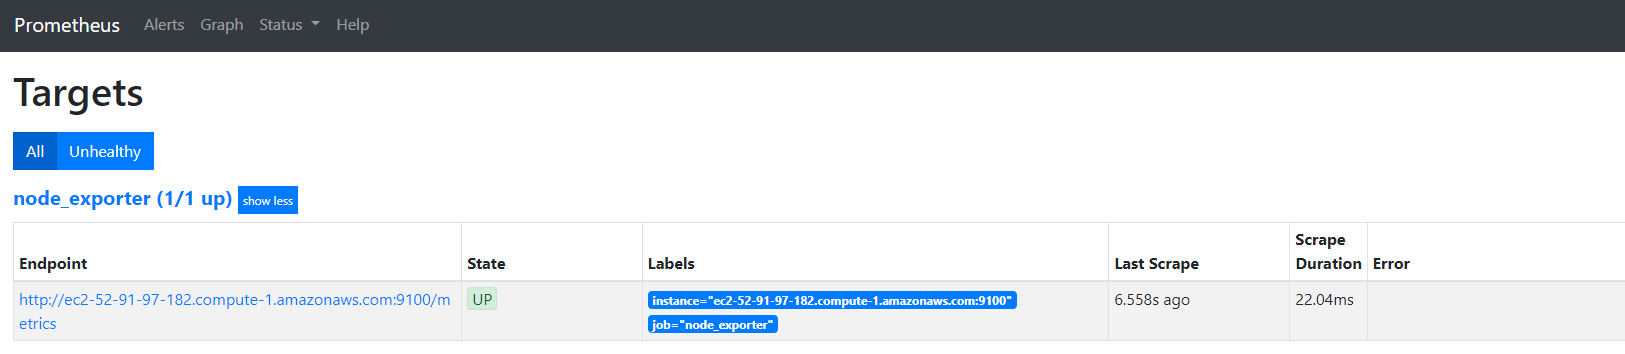 Prometheus Alerts Graph Status Help
Targets
All Unhealthy
node_exporter (1/1 up) show less
Endpoint State Labels Last Scrape Scrape Duration Error
http://ec2-52-91-97-182.compute-1.amazonaws.com:9100/m
etrics
UP
instance="ec2-52-91-97-182.compute-1.amazonaws.com:9100"
job="node_exporter"
6.558s ago
22.04ms